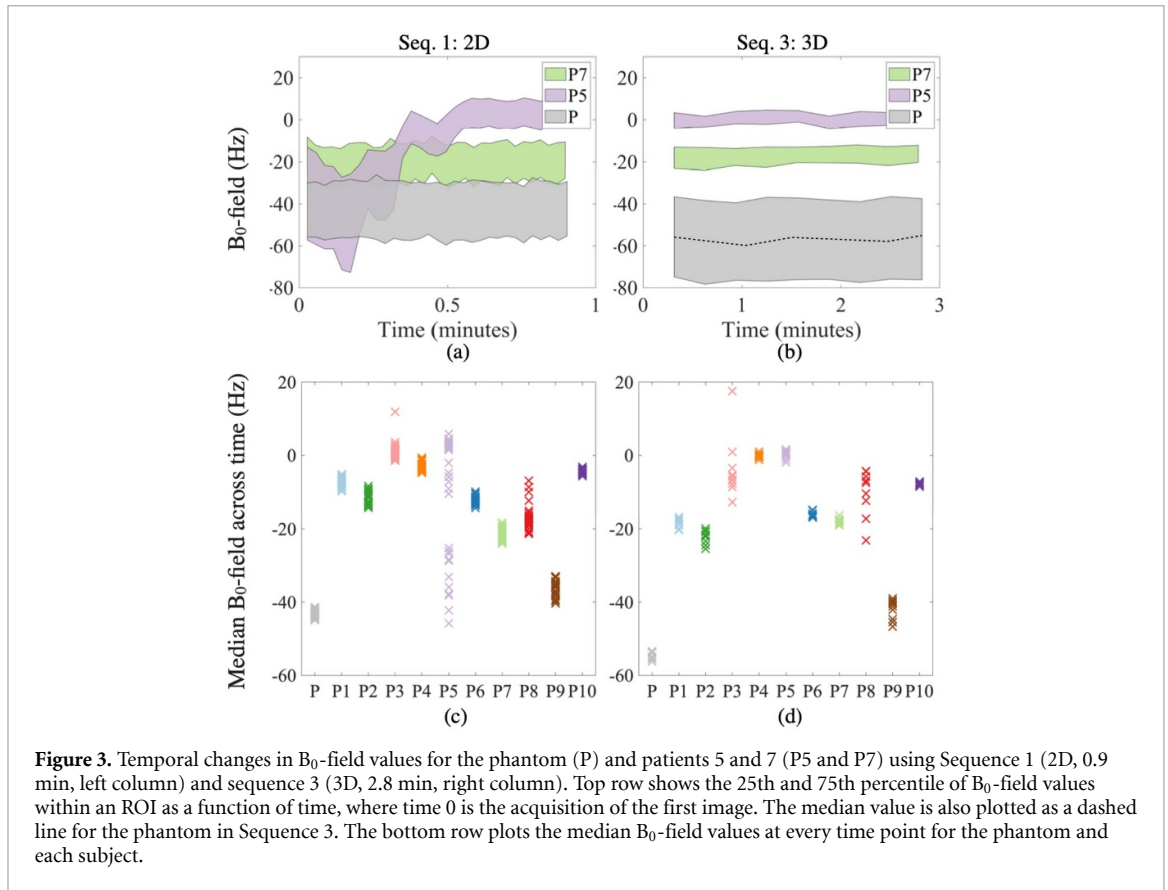 Seq. 1: 2D
Seq. 3: 3D
B₀-field (Hz)
20
0
-20
-40
-60
-80
P7
P5
P
0
0.5
1
Time (minutes)
(a)
20
0
-20
-40
-60
-80
P7
P5
P
0
1
2
3
Time (minutes)
(b)
Median B₀-field across time (Hz)
20
0
-20
-40
-60
P P1 P2 P3 P4 P5 P6 P7 P8 P9 P10
(c)
20
0
-20
-40
-60
P P1 P2 P3 P4 P5 P6 P7 P8 P9 P10
(d)
Figure 3. Temporal changes in B₀-field values for the phantom (P) and patients 5 and 7 (P5 and P7) using Sequence 1 (2D, 0.9
min, left column) and sequence 3 (3D, 2.8 min, right column). Top row shows the 25th and 75th percentile of B₀-field values
within an ROI as a function of time, where time 0 is the acquisition of the first image. The median value is also plotted as a dashed
line for the phantom in Sequence 3. The bottom row plots the median B₀-field values at every time point for the phantom and
each subject.